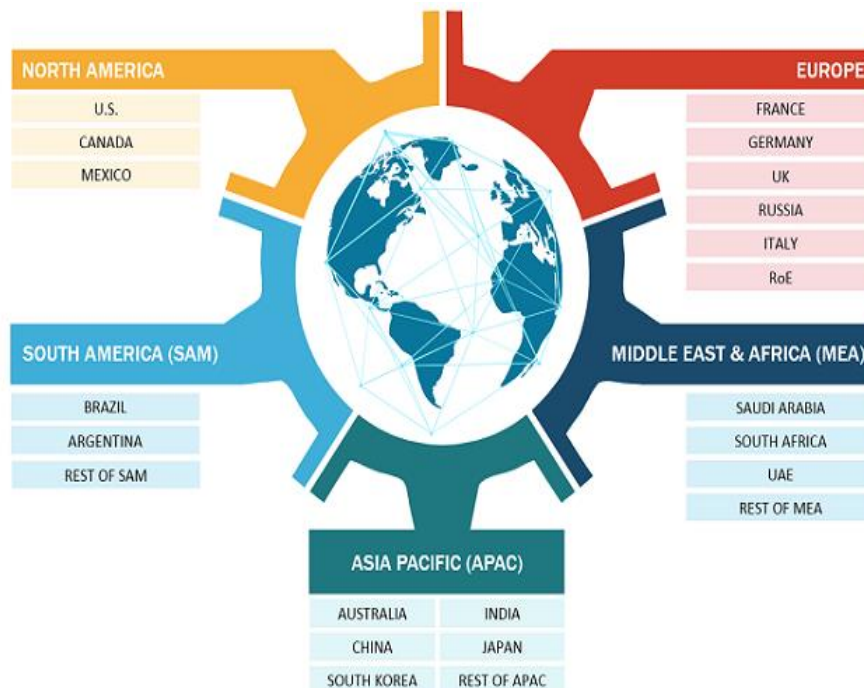 NORTH AMERICA
U.S.
CANADA
MEXICO
EUROPE
FRANCE
GERMANY
UK
RUSSIA
ITALY
RoE
SOUTH AMERICA (SAM)
BRAZIL
ARGENTINA
REST OF SAM
MIDDLE EAST & AFRICA (MEA)
SAUDI ARABIA
SOUTH AFRICA
UAE
REST OF MEA
ASIA PACIFIC (APAC)
AUSTRALIA INDIA
CHINA JAPAN
SOUTH KOREA REST OF APAC